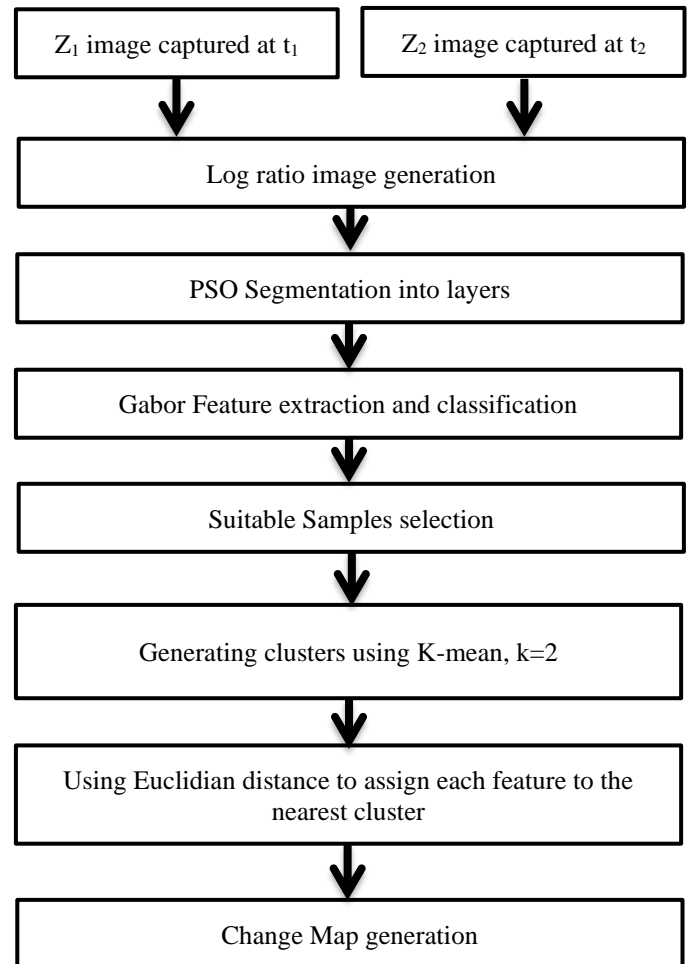 Z₁ image captured at t₁
Z₂ image captured at t₂
Log ratio image generation
PSO Segmentation into layers
Gabor Feature extraction and classification
Suitable Samples selection
Generating clusters using K-mean, k=2
Using Euclidian distance to assign each feature to the
nearest cluster
Change Map generation